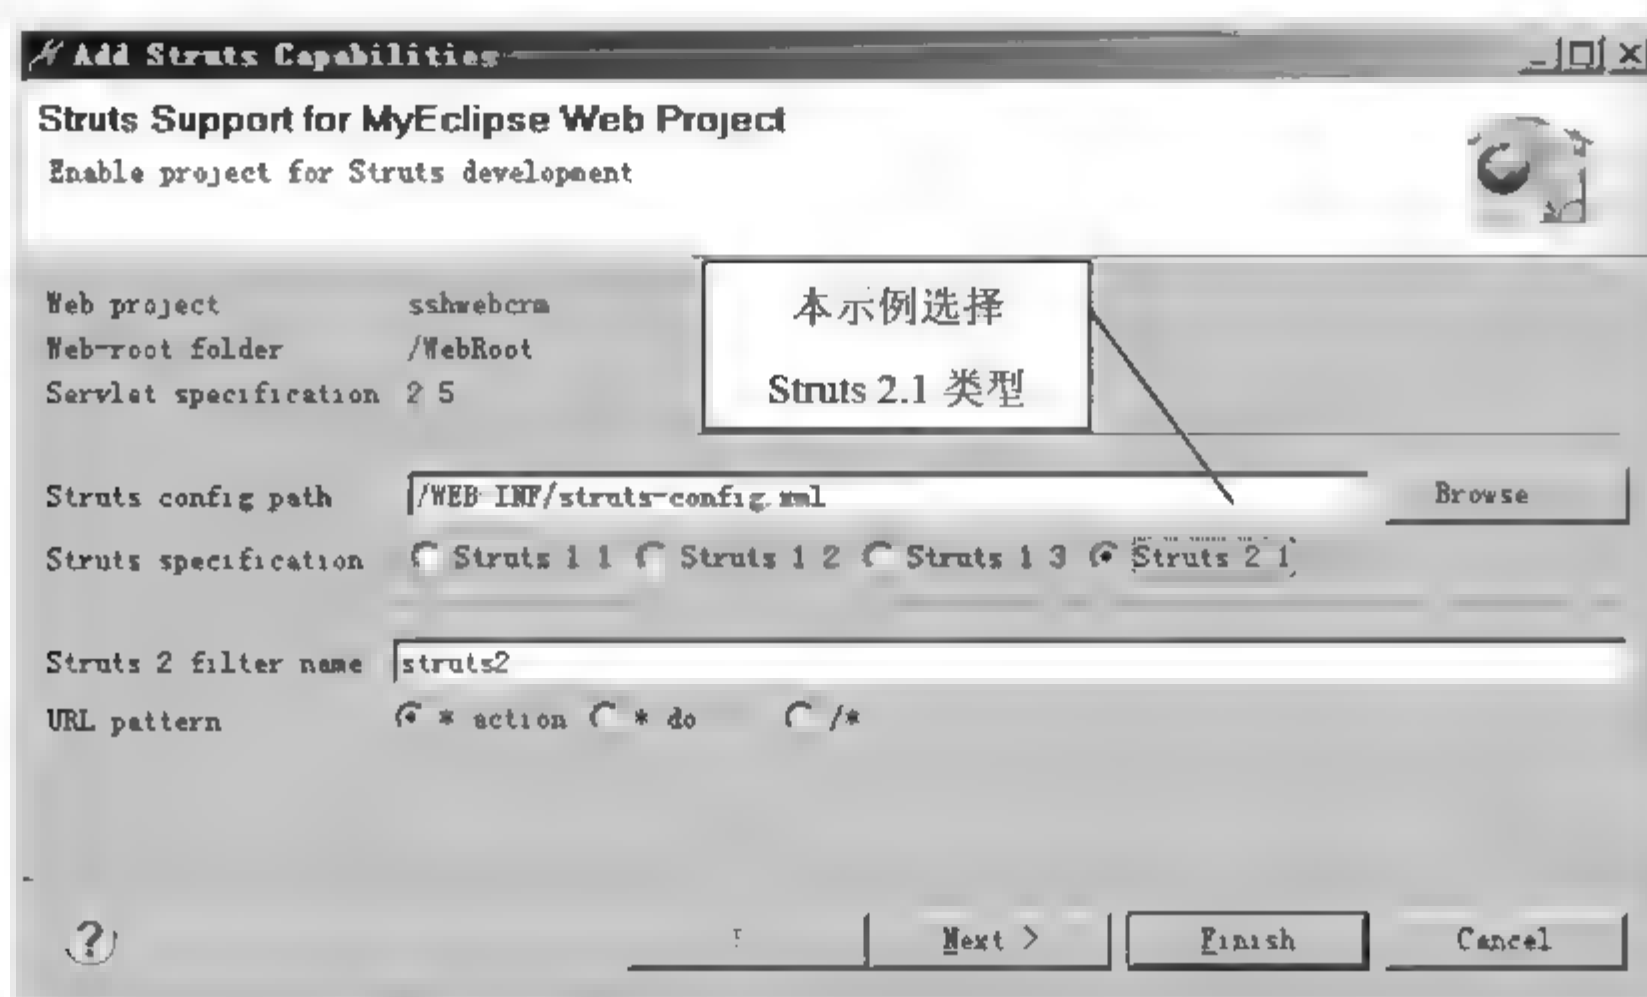 Add Struts Capabilities
Struts Support for MyEclipse Web Project
Enable project for Struts development
Web project sshwebcrm
Web-root folder /WebRoot
Servlet specification 2 5
本示例选择
Struts 2.1 类型
Struts config path /WEB INF/struts-config.xml Browse
Struts specification Struts 1 1 Struts 1 2 Struts 1 3 Struts 2 1
Struts 2 filter name struts2
URL pattern * action * do /*
? Next > Finish Cancel